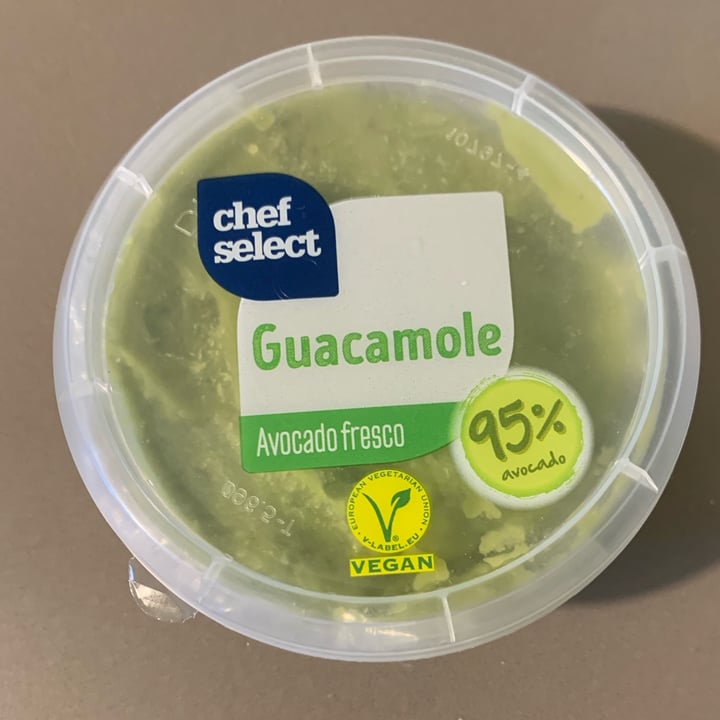 chef
select
Guacamole
Avocado fresco
95%
avocado
EUROPEAN VEGETARIAN UNION
V-LABEL.EU
®
VEGAN